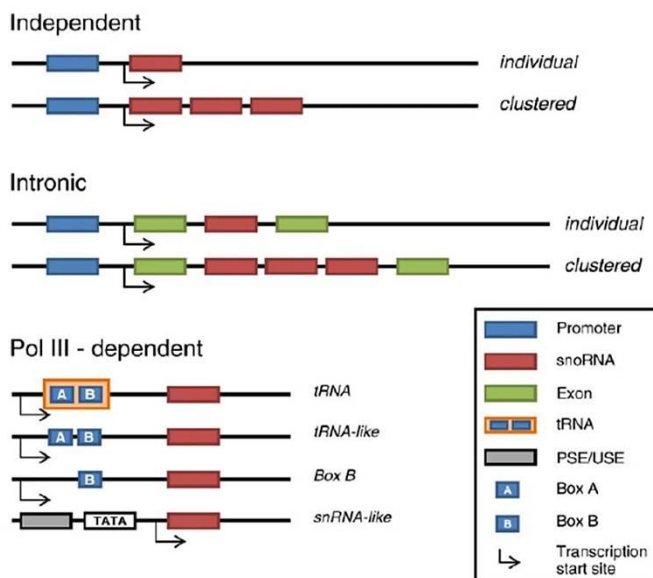 Independent
individual
clustered
Intronic
individual
clustered
Pol III - dependent
A B tRNA
A B tRNA-like
B Box B
TATA snRNA-like
Promoter
snoRNA
Exon
tRNA
PSE/USE
A Box A
B Box B
Transcription
start site